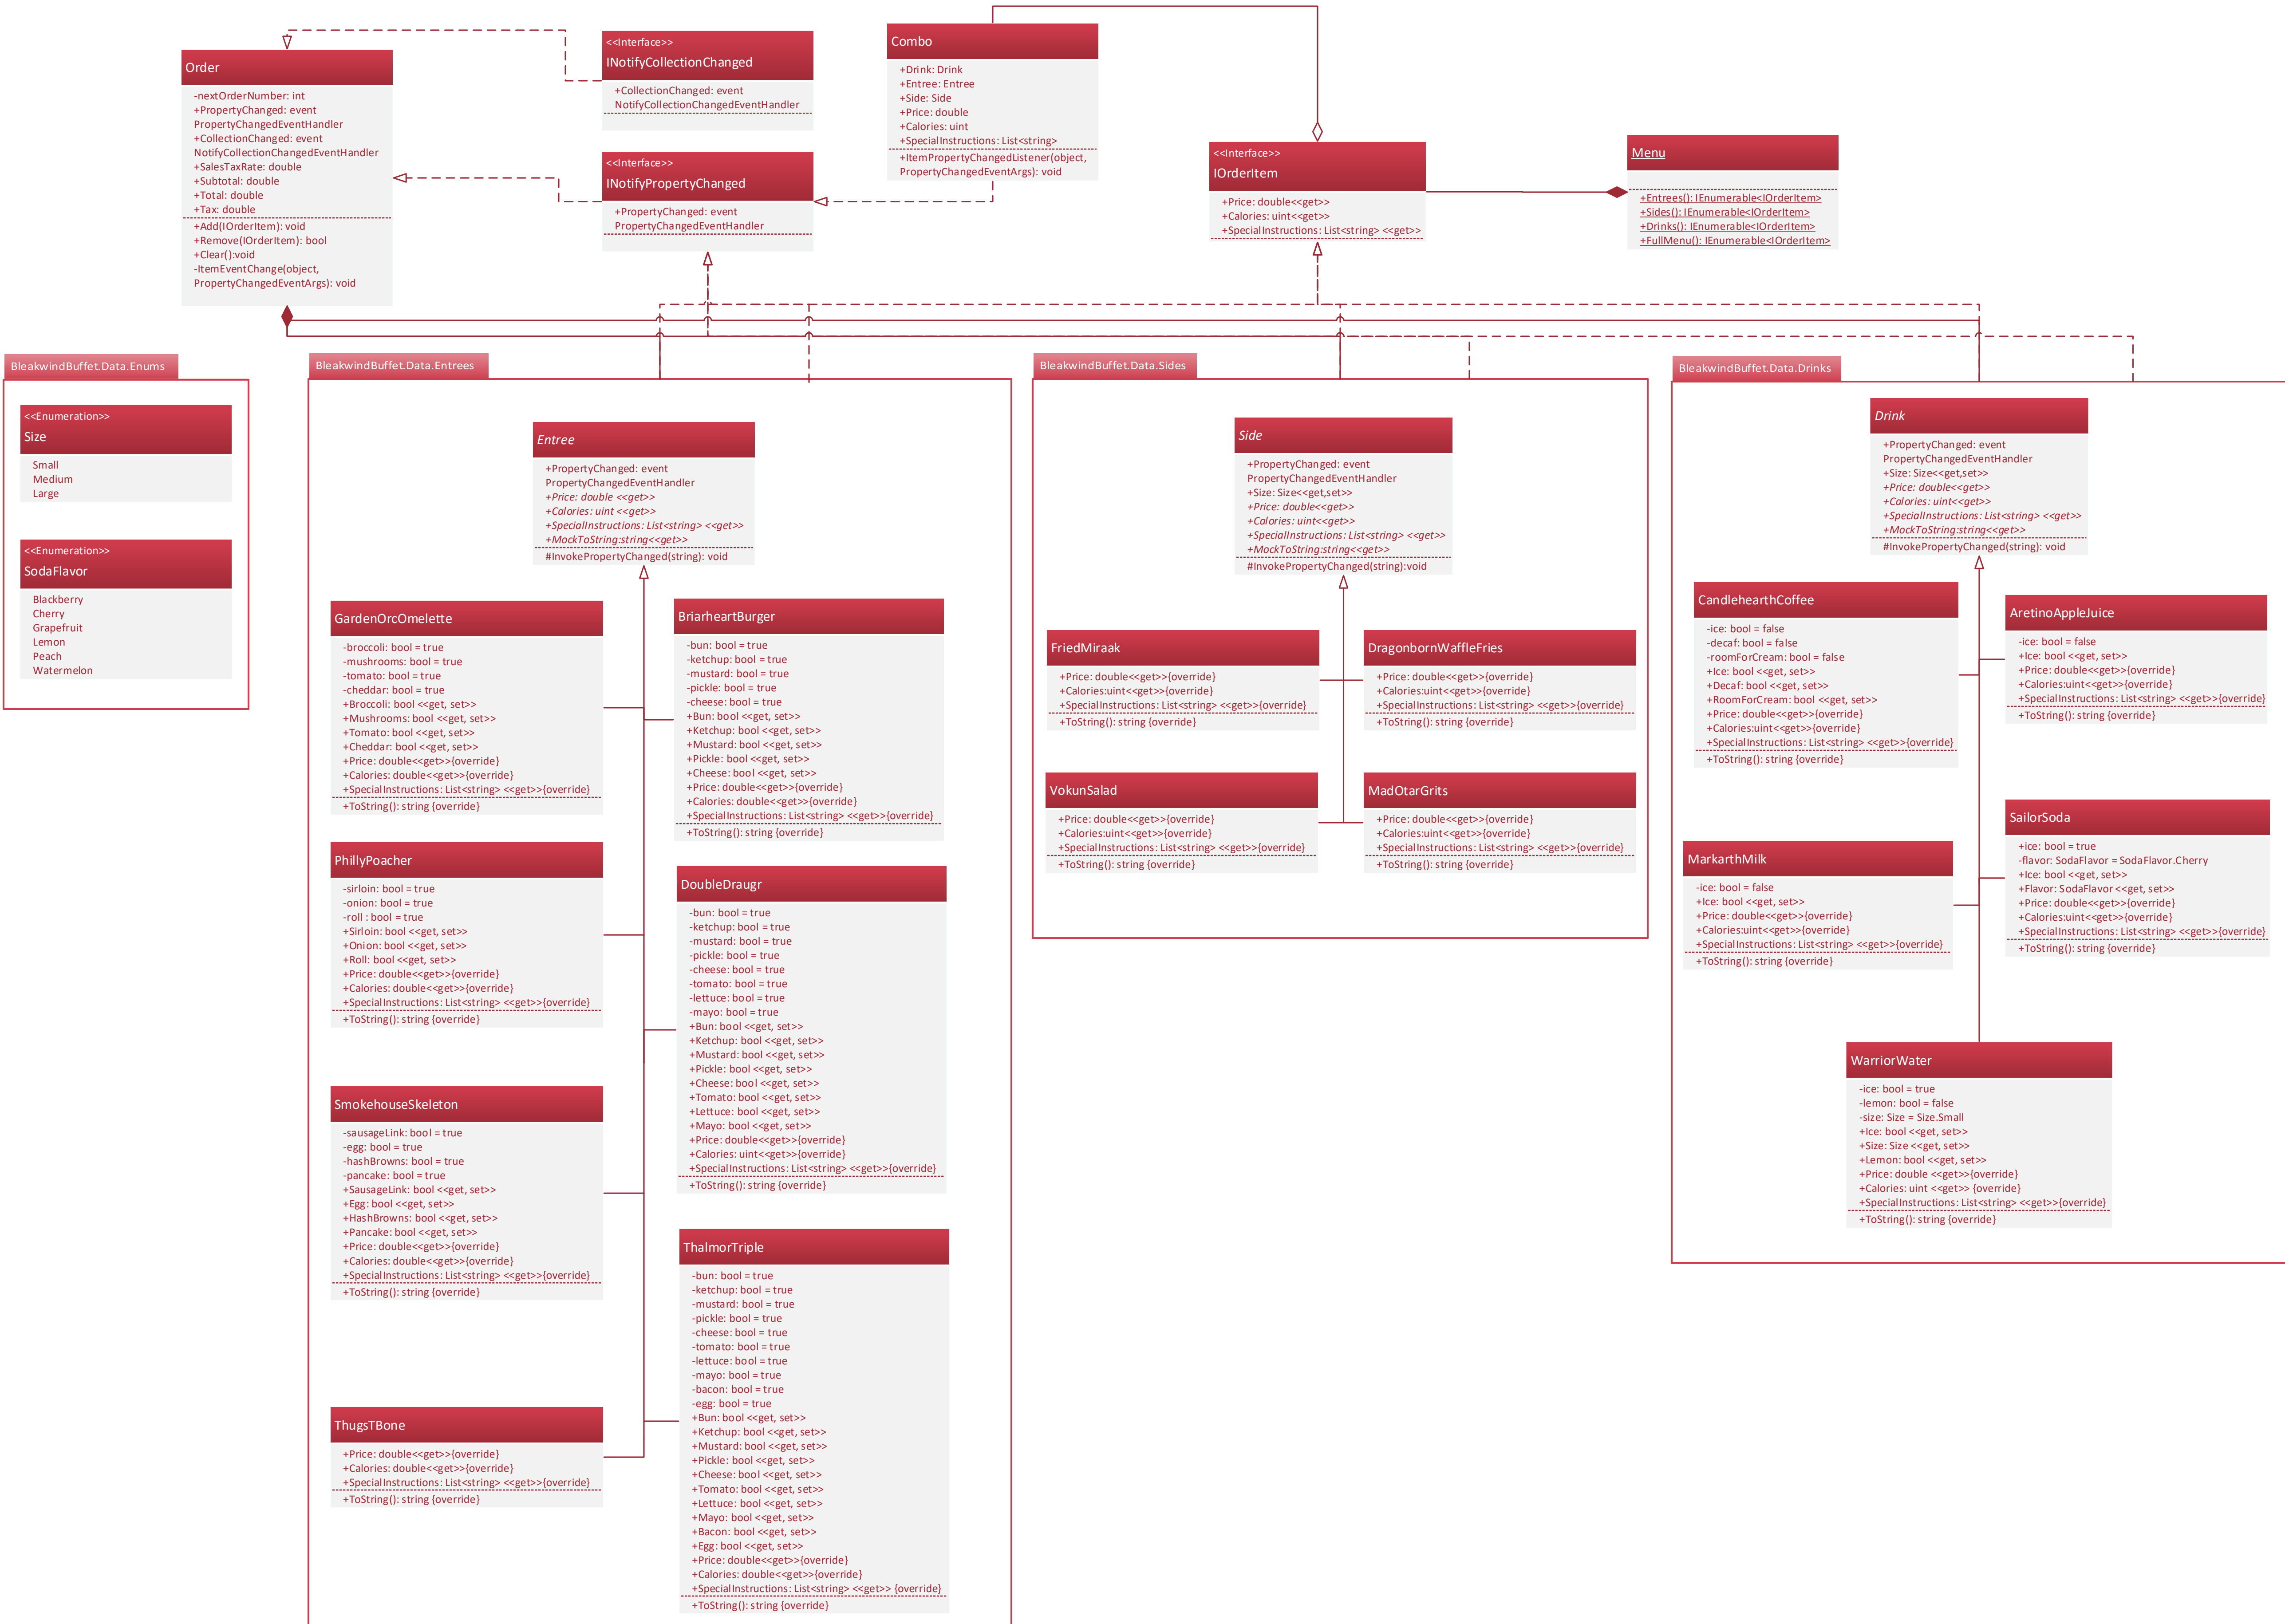 Order
-nextOrderNumber: int
+PropertyChanged: event
PropertyChangedEventHandler
+CollectionChanged: event
NotifyCollectionChangedEventHandler
+SalesTaxRate: double
+Subtotal: double
+Total: double
+Tax: double
+Add(IOrderItem): void
+Remove(IOrderItem): bool
+Clear():void
-ItemEventChange(object,
PropertyChangedEventArgs): void
<<Interface>>
INotifyCollectionChanged
+CollectionChanged: event
NotifyCollectionChangedEventHandler
<<Interface>>
INotifyPropertyChanged
+PropertyChanged: event
PropertyChangedEventHandler
Combo
+Drink: Drink
+Entree: Entree
+Side: Side
+Price: double
+Calories: uint
+SpecialInstructions: List<string>
+ItemPropertyChangedListener(object,
PropertyChangedEventArgs): void
<<Interface>>
IOrderItem
+Price: double<<get>>
+Calories: uint<<get>>
+SpecialInstructions: List<string> <<get>>
Menu
+Entrees(): IEnumerable<IOrderItem>
+Sides(): IEnumerable<IOrderItem>
+Drinks(): IEnumerable<IOrderItem>
+FullMenu(): IEnumerable<IOrderItem>
BleakwindBuffet.Data.Enums
<<Enumeration>>
Size
Small
Medium
Large
<<Enumeration>>
SodaFlavor
Blackberry
Cherry
Grapefruit
Lemon
Peach
Watermelon
BleakwindBuffet.Data.Entrees
Entree
+PropertyChanged: event
PropertyChangedEventHandler
+Price: double <<get>>
+Calories: uint <<get>>
+SpecialInstructions: List<string> <<get>>
+MockToString:string<<get>>
#InvokePropertyChanged(string): void
GardenOrcOmelette
-broccoli: bool = true
-mushrooms: bool = true
-tomato: bool = true
-cheddar: bool = true
+Broccoli: bool <<get, set>>
+Mushrooms: bool <<get, set>>
+Tomato: bool <<get, set>>
+Cheddar: bool <<get, set>>
+Price: double<<get>>{override}
+Calories: double<<get>>{override}
+SpecialInstructions: List<string> <<get>>{override}
+ToString(): string {override}
BriarheartBurger
-bun: bool = true
-ketchup: bool = true
-mustard: bool = true
-pickle: bool = true
-cheese: bool = true
+Bun: bool <<get, set>>
+Ketchup: bool <<get, set>>
+Mustard: bool <<get, set>>
+Pickle: bool <<get, set>>
+Cheese: bool <<get, set>>
+Price: double<<get>>{override}
+Calories: double<<get>>{override}
+SpecialInstructions: List<string> <<get>>{override}
+ToString(): string {override}
PhillyPoacher
-sirloin: bool = true
-onion: bool = true
-roll : bool = true
+Sirloin: bool <<get, set>>
+Onion: bool <<get, set>>
+Roll: bool <<get, set>>
+Price: double<<get>>{override}
+Calories: double<<get>>{override}
+SpecialInstructions: List<string> <<get>>{override}
+ToString(): string {override}
DoubleDraugr
-bun: bool = true
-ketchup: bool = true
-mustard: bool = true
-pickle: bool = true
-cheese: bool = true
-tomato: bool = true
-lettuce: bool = true
-mayo: bool = true
+Bun: bool <<get, set>>
+Ketchup: bool <<get, set>>
+Mustard: bool <<get, set>>
+Pickle: bool <<get, set>>
+Cheese: bool <<get, set>>
+Tomato: bool <<get, set>>
+Lettuce: bool <<get, set>>
+Mayo: bool <<get, set>>
+Price: double<<get>>{override}
+Calories: uint<<get>>{override}
+SpecialInstructions: List<string> <<get>>{override}
+ToString(): string {override}
SmokehouseSkeleton
-sausageLink: bool = true
-egg: bool = true
-hashBrowns: bool = true
-pancake: bool = true
+SausageLink: bool <<get, set>>
+Egg: bool <<get, set>>
+HashBrowns: bool <<get, set>>
+Pancake: bool <<get, set>>
+Price: double<<get>>{override}
+Calories: double<<get>>{override}
+SpecialInstructions: List<string> <<get>>{override}
+ToString(): string {override}
ThalmorTriple
-bun: bool = true
-ketchup: bool = true
-mustard: bool = true
-pickle: bool = true
-cheese: bool = true
-tomato: bool = true
-lettuce: bool = true
-mayo: bool = true
-bacon: bool = true
-egg: bool = true
+Bun: bool <<get, set>>
+Ketchup: bool <<get, set>>
+Mustard: bool <<get, set>>
+Pickle: bool <<get, set>>
+Cheese: bool <<get, set>>
+Tomato: bool <<get, set>>
+Lettuce: bool <<get, set>>
+Mayo: bool <<get, set>>
+Bacon: bool <<get, set>>
+Egg: bool <<get, set>>
+Price: double<<get>>{override}
+Calories: double<<get>>{override}
+SpecialInstructions: List<string> <<get>> {override}
+ToString(): string {override}
ThugsTBone
+Price: double<<get>>{override}
+Calories: double<<get>>{override}
+SpecialInstructions: List<string> <<get>>{override}
+ToString(): string {override}
BleakwindBuffet.Data.Sides
Side
+PropertyChanged: event
PropertyChangedEventHandler
+Size: Size<<get,set>>
+Price: double<<get>>
+Calories: uint<<get>>
+SpecialInstructions: List<string> <<get>>
+MockToString:string<<get>>
#InvokePropertyChanged(string):void
FriedMiraak
+Price: double<<get>>{override}
+Calories:uint<<get>>{override}
+SpecialInstructions: List<string> <<get>>{override}
+ToString(): string {override}
DragonbornWaffleFries
+Price: double<<get>>{override}
+Calories:uint<<get>>{override}
+SpecialInstructions: List<string> <<get>>{override}
+ToString(): string {override}
VokunSalad
+Price: double<<get>>{override}
+Calories:uint<<get>>{override}
+SpecialInstructions: List<string> <<get>>{override}
+ToString(): string {override}
MadOtarGrits
+Price: double<<get>>{override}
+Calories:uint<<get>>{override}
+SpecialInstructions: List<string> <<get>>{override}
+ToString(): string {override}
BleakwindBuffet.Data.Drinks
Drink
+PropertyChanged: event
PropertyChangedEventHandler
+Size: Size<<get,set>>
+Price: double<<get>>
+Calories: uint<<get>>
+SpecialInstructions: List<string> <<get>>
+MockToString:string<<get>>
#InvokePropertyChanged(string): void
CandlehearthCoffee
-ice: bool = false
-decaf: bool = false
-roomForCream: bool = false
+Ice: bool <<get, set>>
+Decaf: bool <<get, set>>
+RoomForCream: bool <<get, set>>
+Price: double<<get>>{override}
+Calories:uint<<get>>{override}
+SpecialInstructions: List<string> <<get>>{override}
+ToString(): string {override}
AretinoAppleJuice
-ice: bool = false
+Ice: bool <<get, set>>
+Price: double<<get>>{override}
+Calories:uint<<get>>{override}
+SpecialInstructions: List<string> <<get>>{override}
+ToString(): string {override}
MarkarthMilk
-ice: bool = false
+Ice: bool <<get, set>>
+Price: double<<get>>{override}
+Calories:uint<<get>>{override}
+SpecialInstructions: List<string> <<get>>{override}
+ToString(): string {override}
SailorSoda
+ice: bool = true
-flavor: SodaFlavor = SodaFlavor.Cherry
+Ice: bool <<get, set>>
+Flavor: SodaFlavor <<get, set>>
+Price: double<<get>>{override}
+Calories:uint<<get>>{override}
+SpecialInstructions: List<string> <<get>>{override}
+ToString(): string {override}
WarriorWater
-ice: bool = true
-lemon: bool = false
-size: Size = Size.Small
+Ice: bool <<get, set>>
+Size: Size <<get, set>>
+Lemon: bool <<get, set>>
+Price: double <<get>>{override}
+Calories: uint <<get>> {override}
+SpecialInstructions: List<string> <<get>>{override}
+ToString(): string {override}